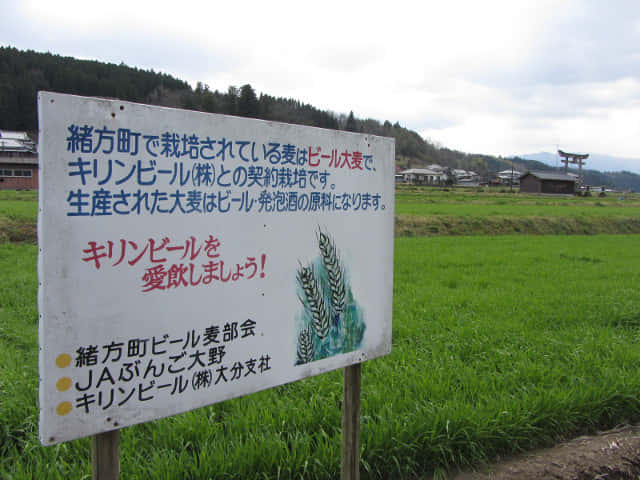 緒方町で栽培されている麦はビール大麦で、
キリンビール(株)との契約栽培です。
生産された大麦はビール・発泡酒の原料になります。
キリンビールを
愛飲しましょう!
緒方町ビール麦部会
JAぶんご大野
キリンビール(株)大分支社